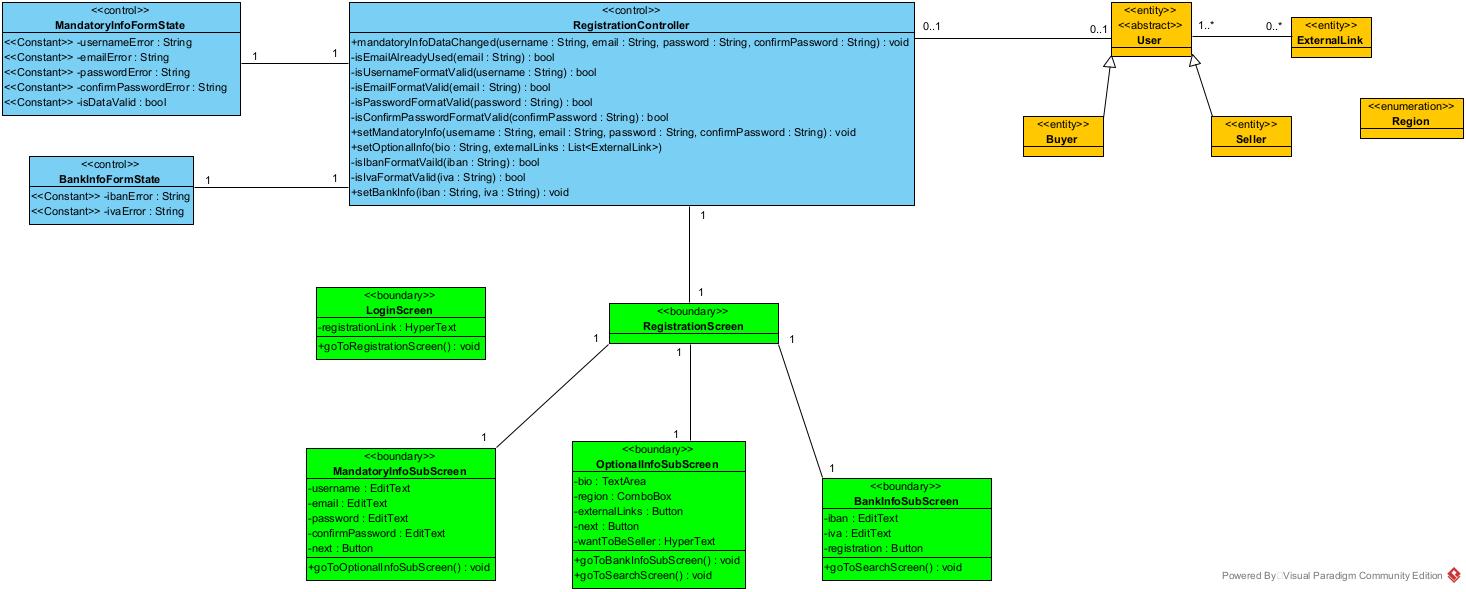 <<control>>
MandatoryInfoFormState
<<Constant>> -usernameError : String
<<Constant>> -emailError : String
<<Constant>> -passwordError : String
<<Constant>> -confirmPasswordError : String
<<Constant>> -isDataValid : bool
1
1
<<control>>
RegistrationController
+mandatoryInfoDataChanged(username : String, email : String, password : String, confirmPassword : String) : void
-isEmailAlreadyUsed(email : String) : bool
-isUsernameFormatValid(username : String) : bool
-isEmailFormatValid(email : String) : bool
-isPasswordFormatValid(password : String) : bool
-isConfirmPasswordFormatValid(confirmPassword : String) : bool
+setMandatoryInfo(username : String, email : String, password : String, confirmPassword : String) : void
+setOptionalInfo(bio : String, externalLinks : List<ExternalLink>)
-isIbanFormatVaild(iban : String) : bool
-isIvaFormatValid(iva : String) : bool
+setBankInfo(iban : String, iva : String) : void
0..1
0..1
<<entity>>
<<abstract>>
User
1..*
0..*
<<entity>>
ExternalLink
<<entity>>
Buyer
<<entity>>
Seller
<<enumeration>>
Region
<<control>>
BankInfoFormState
<<Constant>> -ibanError : String
<<Constant>> -ivaError : String
1
1
1
1
<<boundary>>
LoginScreen
-registrationLink : HyperText
+goToRegistrationScreen() : void
<<boundary>>
RegistrationScreen
1
1
1
1
1
1
<<boundary>>
MandatoryInfoSubScreen
-username : EditText
-email : EditText
-password : EditText
-confirmPassword : EditText
-next : Button
+goToOptionalInfoSubScreen() : void
<<boundary>>
OptionalInfoSubScreen
-bio : TextArea
-region : ComboBox
-externalLinks : Button
-next : Button
-wantToBeSeller : HyperText
+goToBankInfoSubScreen() : void
+goToSearchScreen() : void
<<boundary>>
BankInfoSubScreen
-iban : EditText
-iva : EditText
-registration : Button
+goToSearchScreen() : void
Powered By Visual Paradigm Community Edition